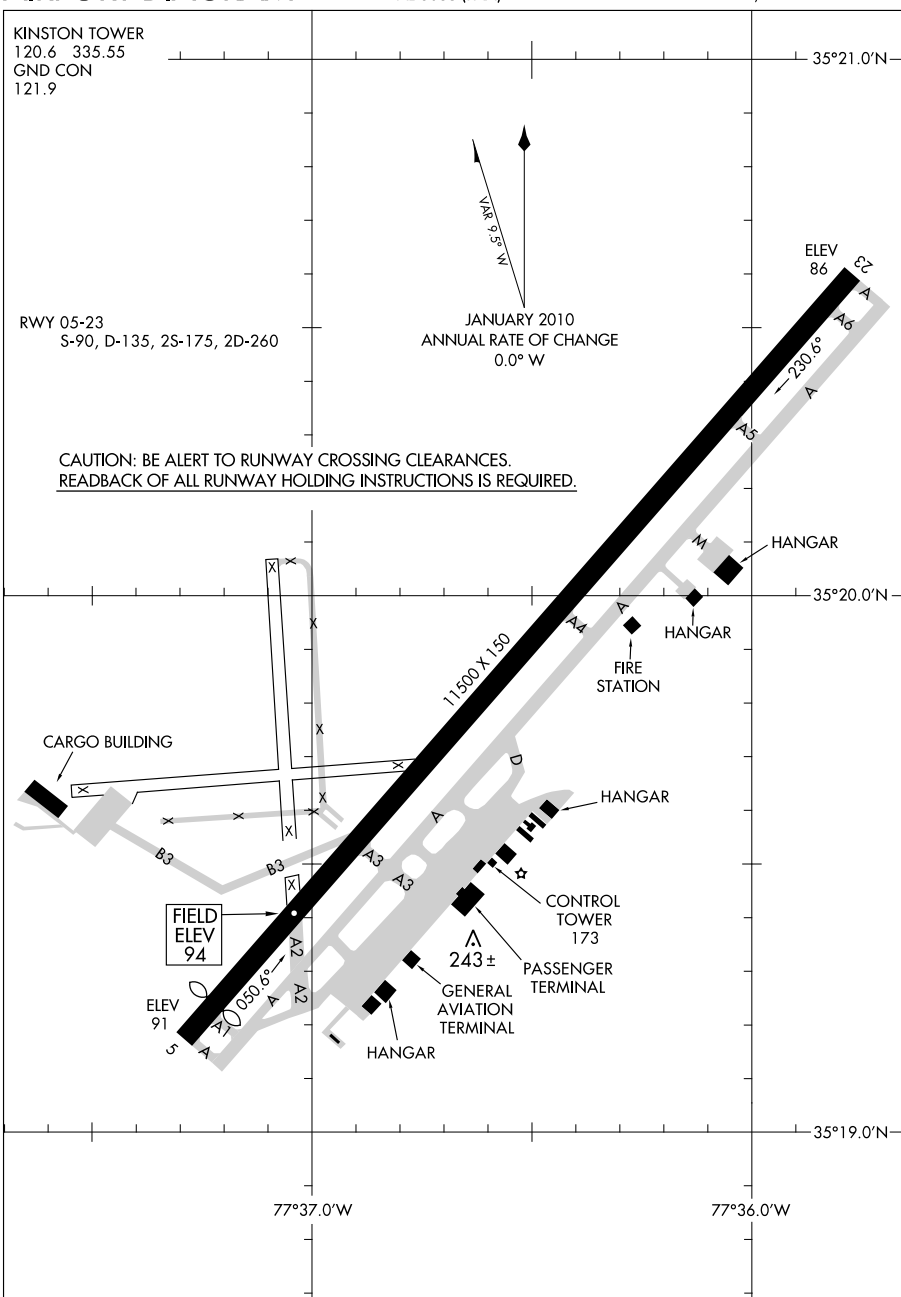 KINSTON TOWER
120.6 335.55
GND CON
121.9
35°21.0'N
VAR 9.5° W
JANUARY 2010
ANNUAL RATE OF CHANGE
0.0° W
ELEV
86
23
A
A6
230.6°
A
A5
RWY 05-23
S-90, D-135, 2S-175, 2D-260
CAUTION: BE ALERT TO RUNWAY CROSSING CLEARANCES.
READBACK OF ALL RUNWAY HOLDING INSTRUCTIONS IS REQUIRED.
M
HANGAR
X
X
35°20.0'N
A
HANGAR
A4
X
FIRE
STATION
11500 X 150
X
CARGO BUILDING
X
D
X
X
HANGAR
A
X
X
X
X
B3
B3
A3
A3
X
CONTROL
TOWER
173
FIELD
ELEV
94
A2
243 ±
PASSENGER
TERMINAL
050.6°
A
A2
GENERAL
AVIATION
TERMINAL
ELEV
91
A1
5
A
HANGAR
35°19.0'N
77°37.0'W
77°36.0'W